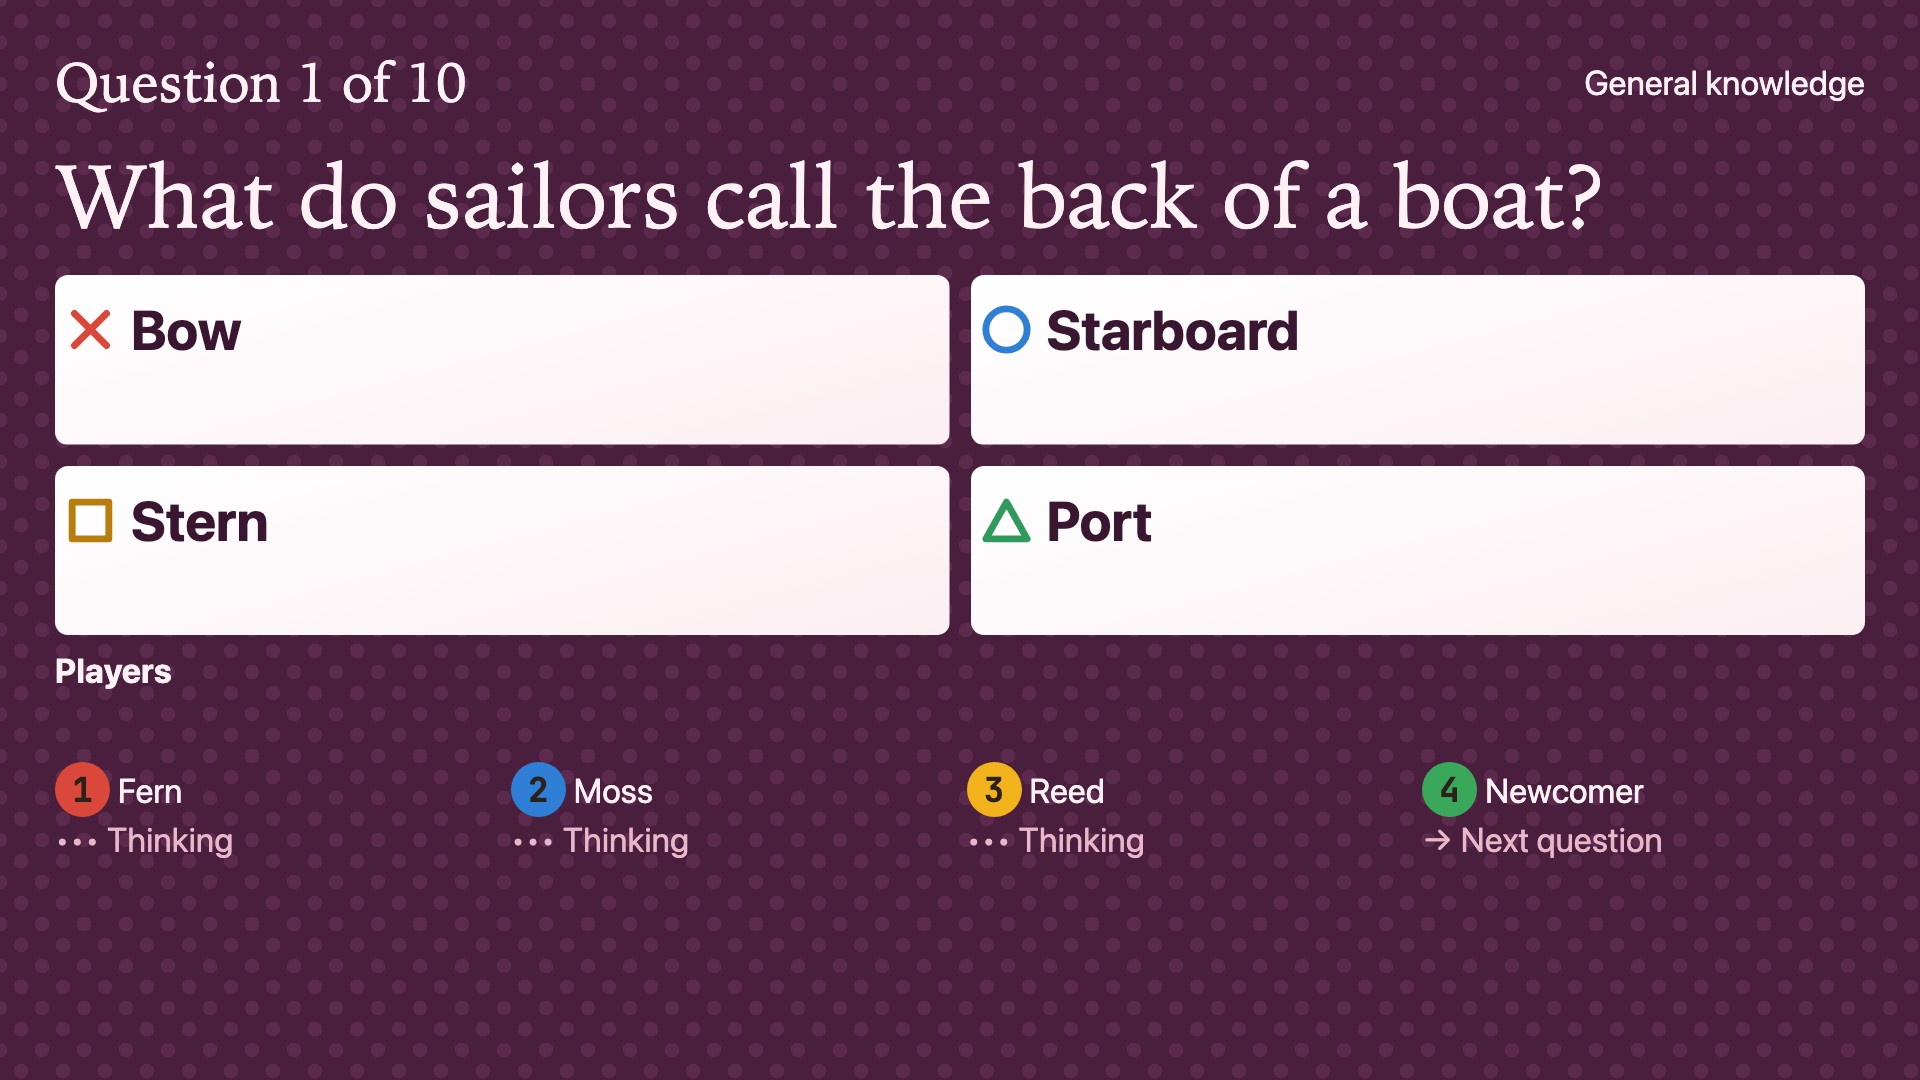 Question 1 of 10
General knowledge
What do sailors call the back of a boat?
Bow
Starboard
Stern
Port
Players
1 Fern
... Thinking
2 Moss
... Thinking
3 Reed
... Thinking
4 Newcomer
→ Next question